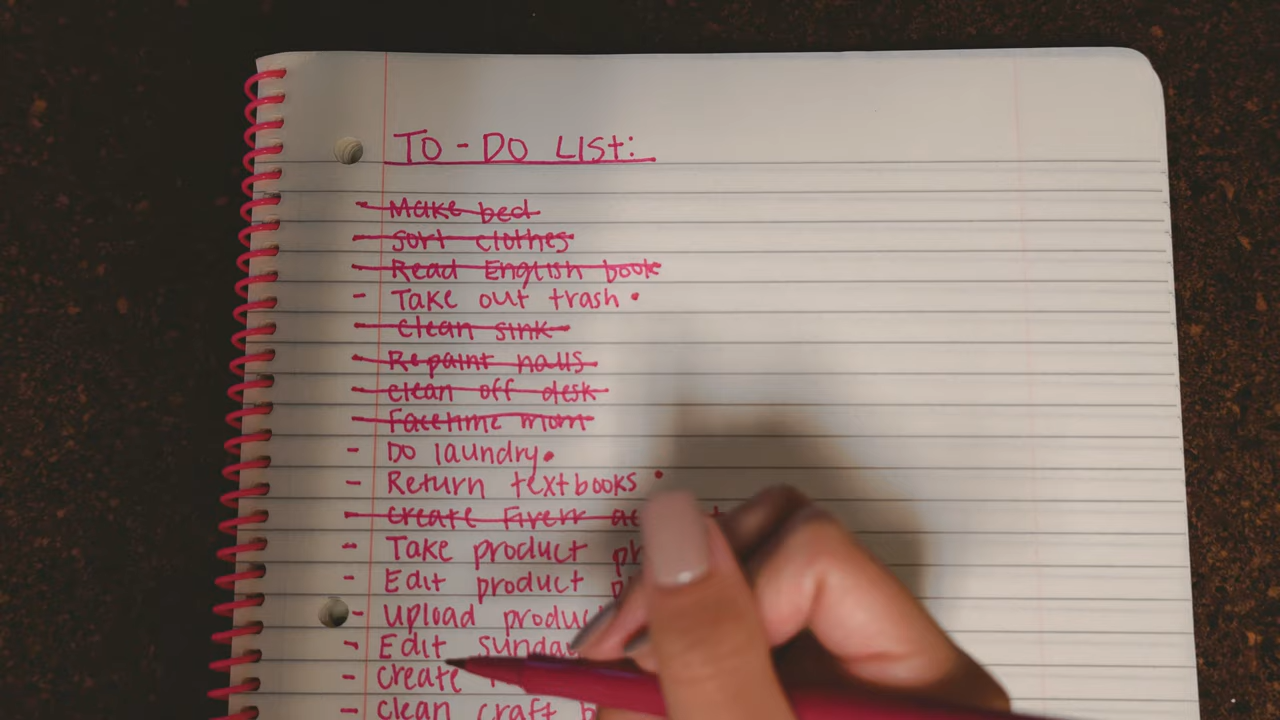 TO-DO LIST:
- Make bed
- Sort clothes
- Read English book
- Take out trash •
- Clean sink
- Repaint nails
- Clean off desk
- Facetime mom
- Do laundry •
- Return textbooks •
- Create Fiverr
- Take product
- Edit product
- Upload
- Edit
- Create
- Clean craft